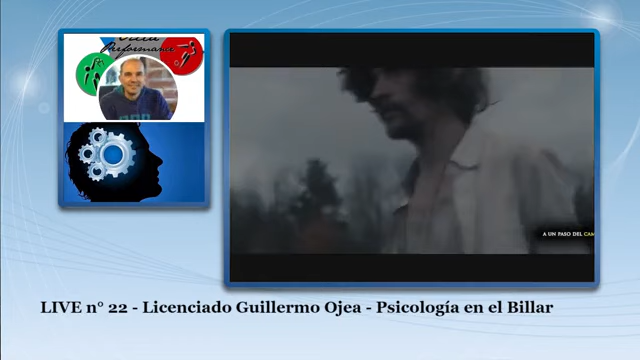 Performance
A UN PASO DEL CAM
LIVE n° 22 - Licenciado Guillermo Ojea - Psicología en el Billar